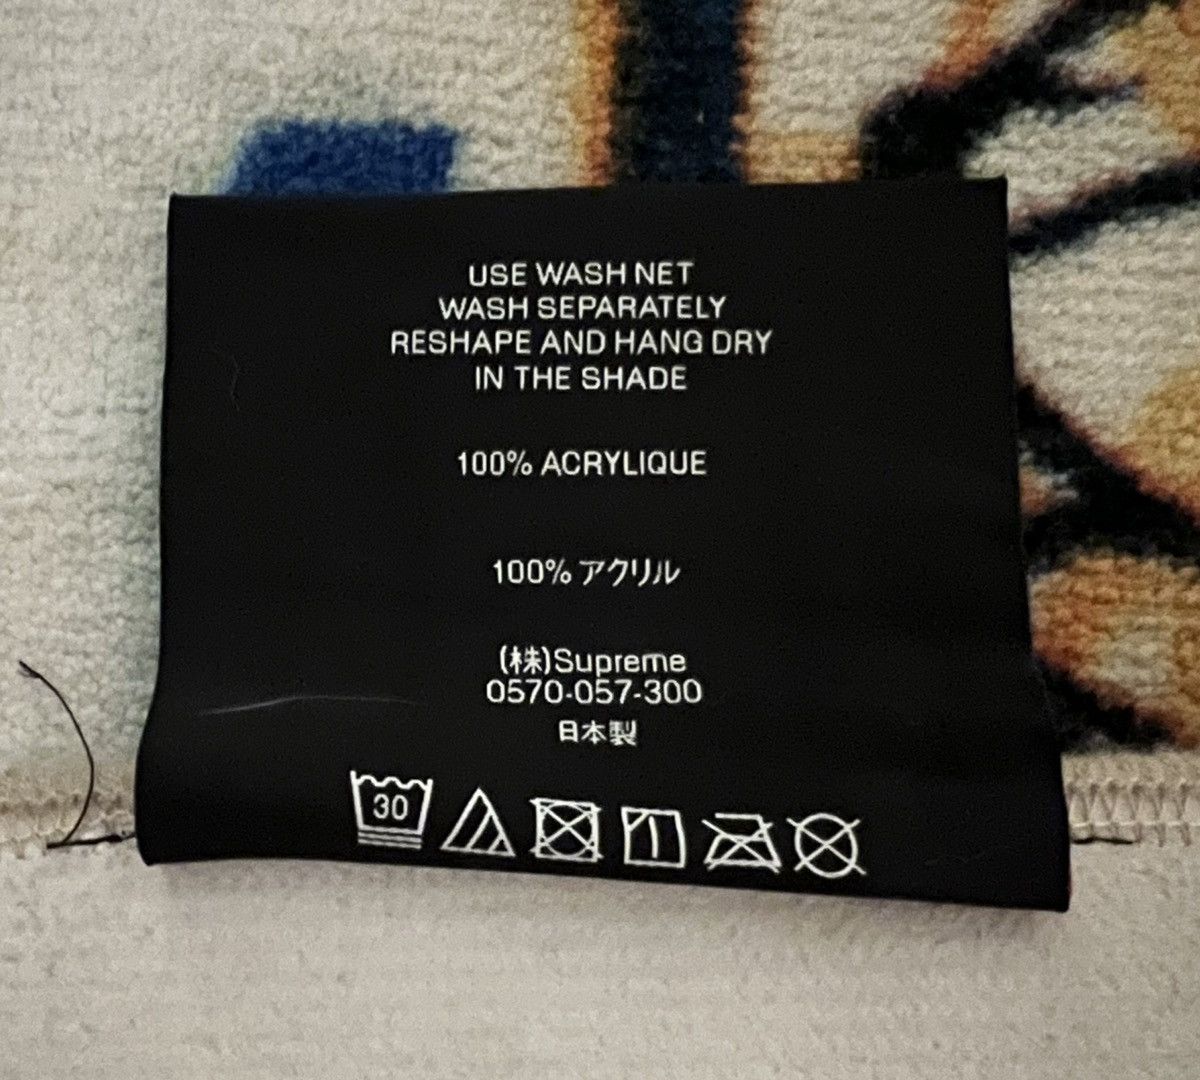 USE WASH NET
WASH SEPARATELY
RESHAPE AND HANG DRY
IN THE SHADE
100% ACRYLIQUE
100% アクリル
(株)Supreme
0570-057-300
日本製
30